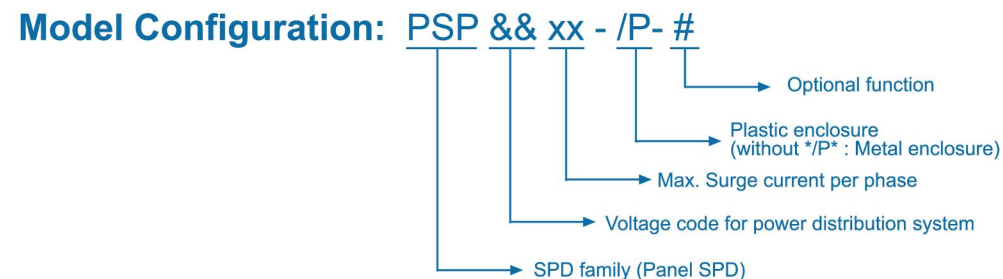 Model Configuration: PSP && xx - /P- #
Optional function
Plastic enclosure
(without */P* : Metal enclosure)
Max. Surge current per phase
Voltage code for power distribution system
SPD family (Panel SPD)